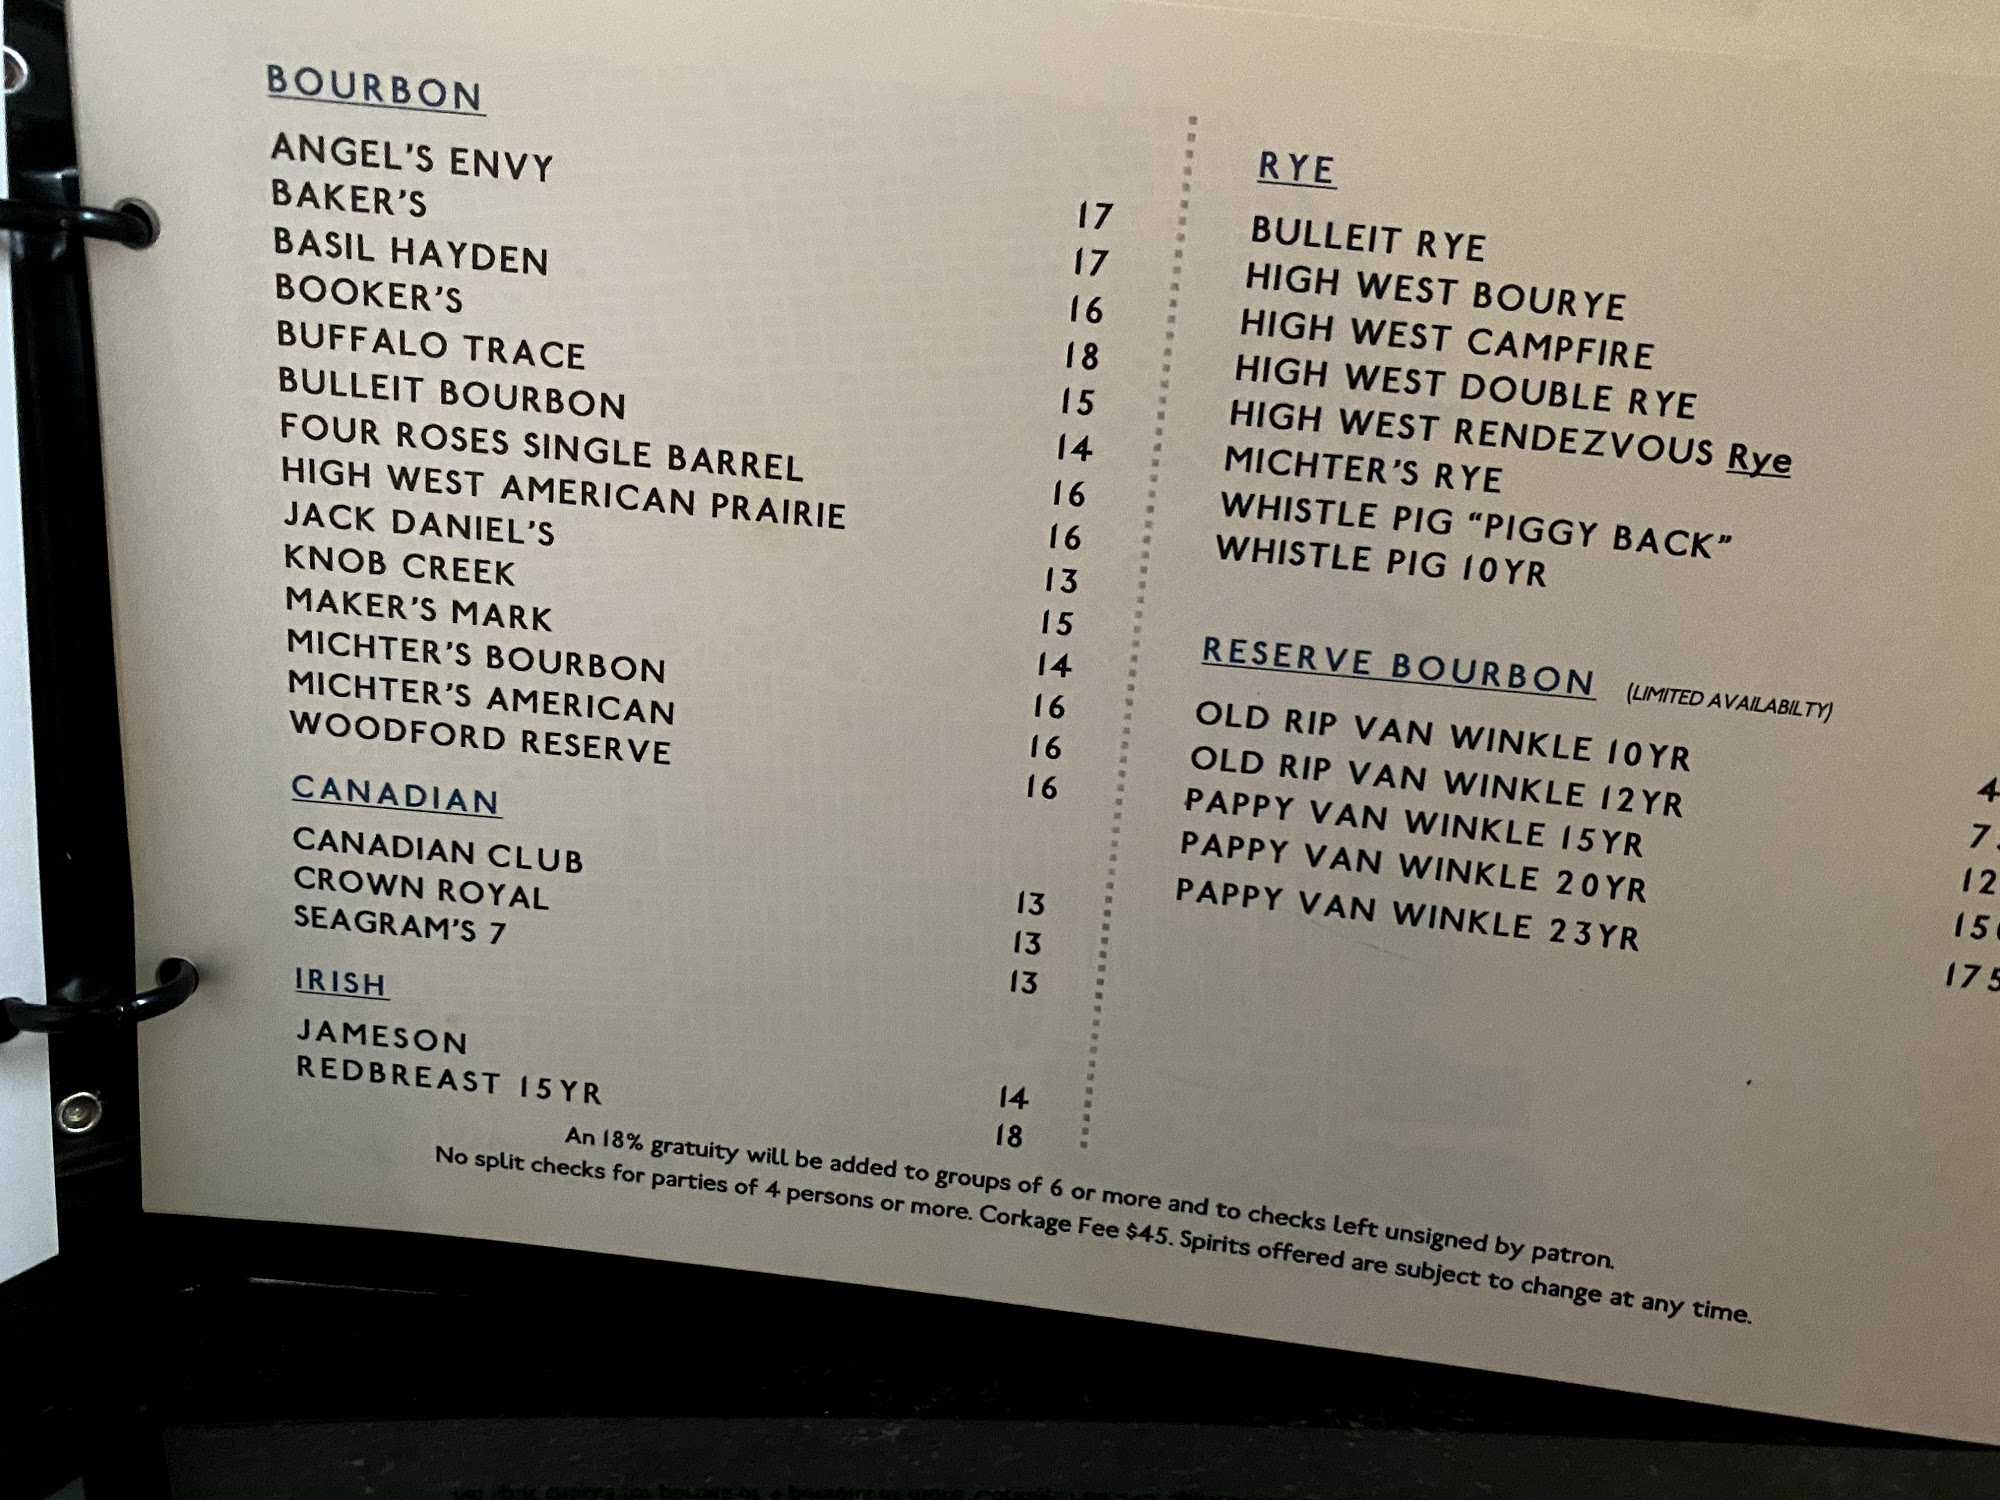 BOURBON
ANGEL'S ENVY 17
BAKER'S 17
BASIL HAYDEN 16
BOOKER'S 18
BUFFALO TRACE 15
BULLEIT BOURBON 14
FOUR ROSES SINGLE BARREL 16
HIGH WEST AMERICAN PRAIRIE 16
JACK DANIEL'S 13
KNOB CREEK 15
MAKER'S MARK 14
MICHTER'S BOURBON 16
MICHTER'S AMERICAN 16
WOODFORD RESERVE 16
CANADIAN
CANADIAN CLUB 13
CROWN ROYAL 13
SEAGRAM'S 7 13
IRISH
JAMESON 14
REDBREAST 15YR 18
RYE
BULLEIT RYE
HIGH WEST BOURYE
HIGH WEST CAMPFIRE
HIGH WEST DOUBLE RYE
HIGH WEST RENDEZVOUS Rye
MICHTER'S RYE
WHISTLE PIG "PIGGY BACK"
WHISTLE PIG 10YR
RESERVE BOURBON (LIMITED AVAILABILTY)
OLD RIP VAN WINKLE 10YR
OLD RIP VAN WINKLE 12YR
PAPPY VAN WINKLE 15YR
PAPPY VAN WINKLE 20YR
PAPPY VAN WINKLE 23YR 175
An 18% gratuity will be added to groups of 6 or more and to checks left unsigned by patron.
No split checks for parties of 4 persons or more. Corkage Fee $45. Spirits offered are subject to change at any time.